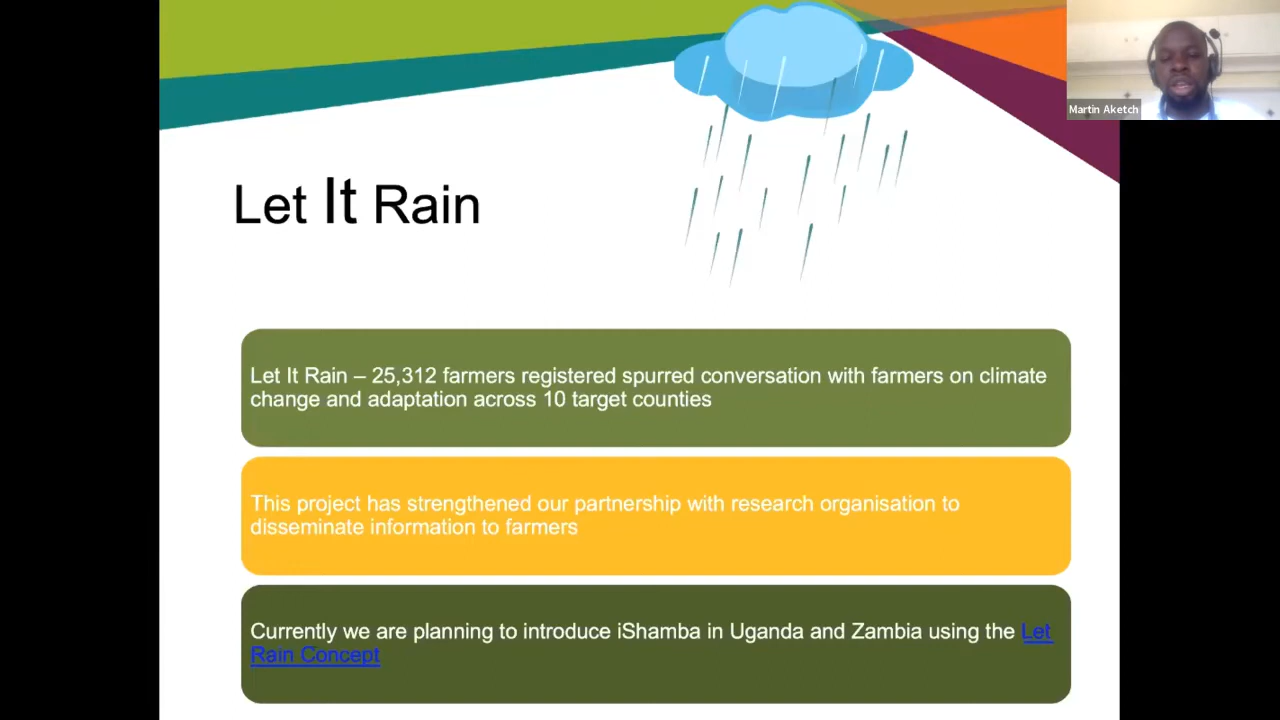 Martin Aketch
Let It Rain
Let It Rain – 25,312 farmers registered spurred conversation with farmers on climate
change and adaptation across 10 target counties
This project has strengthened our partnership with research organisation to
disseminate information to farmers
Currently we are planning to introduce iShamba in Uganda and Zambia using the Let
Rain Concept